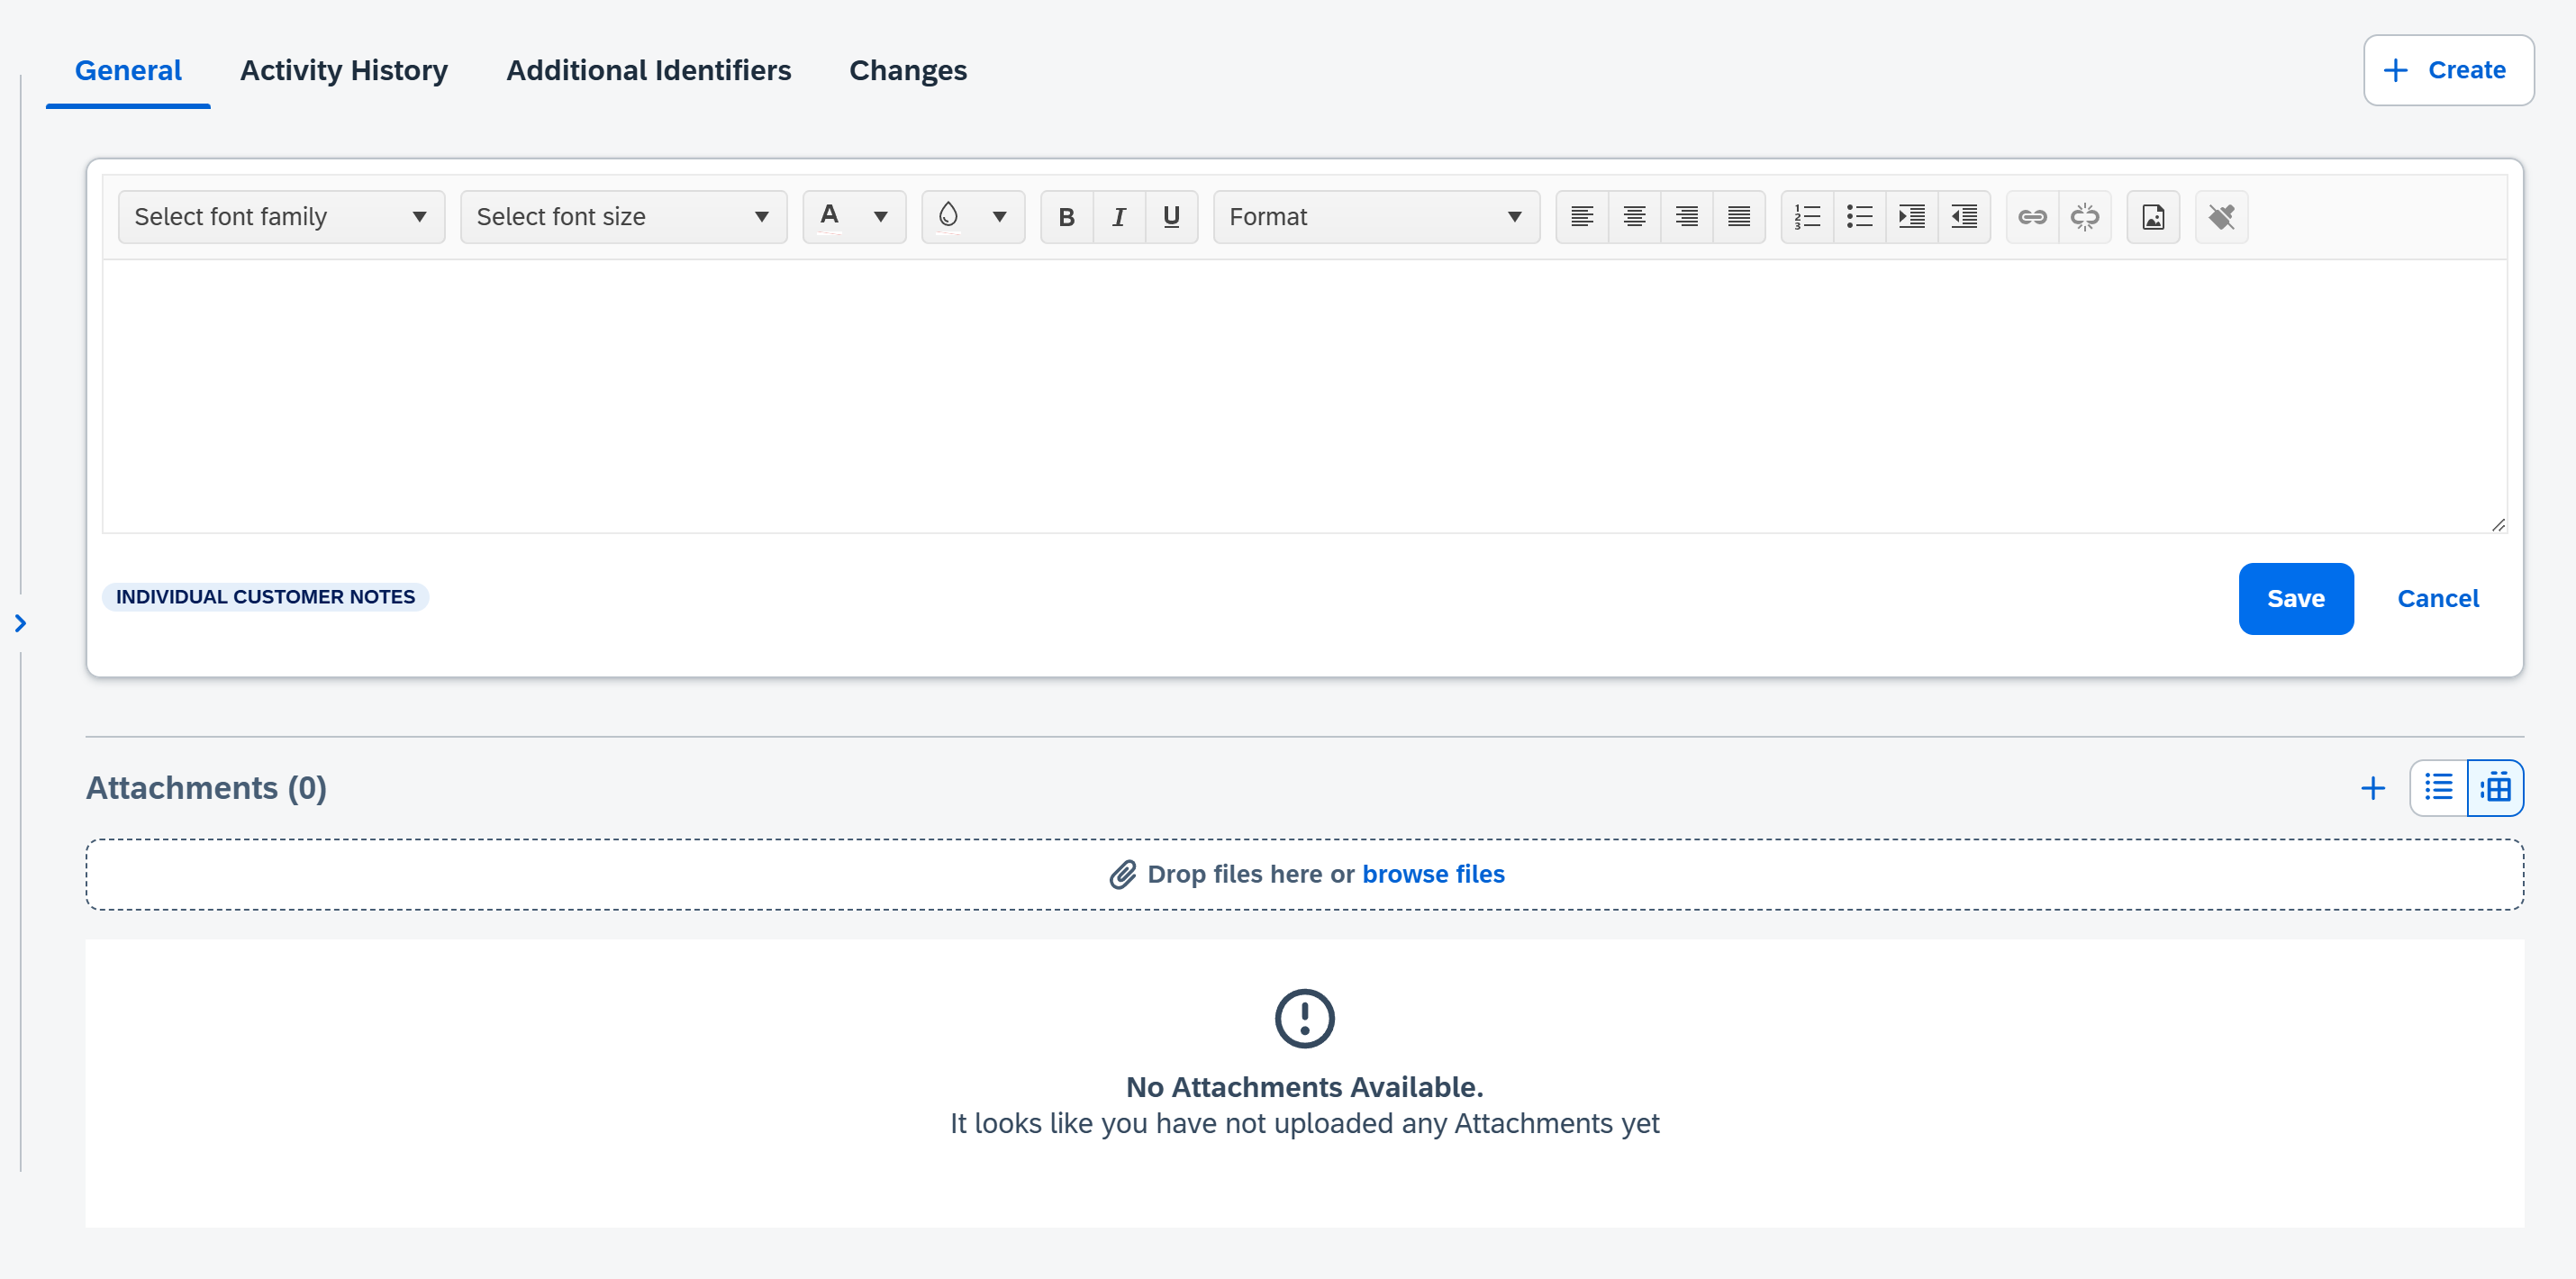 General Activity History Additional Identifiers Changes Create
Select font family Select font size A B I U Format
INDIVIDUAL CUSTOMER NOTES Save Cancel
Attachments (0)
Drop files here or browse files
No Attachments Available.
It looks like you have not uploaded any Attachments yet